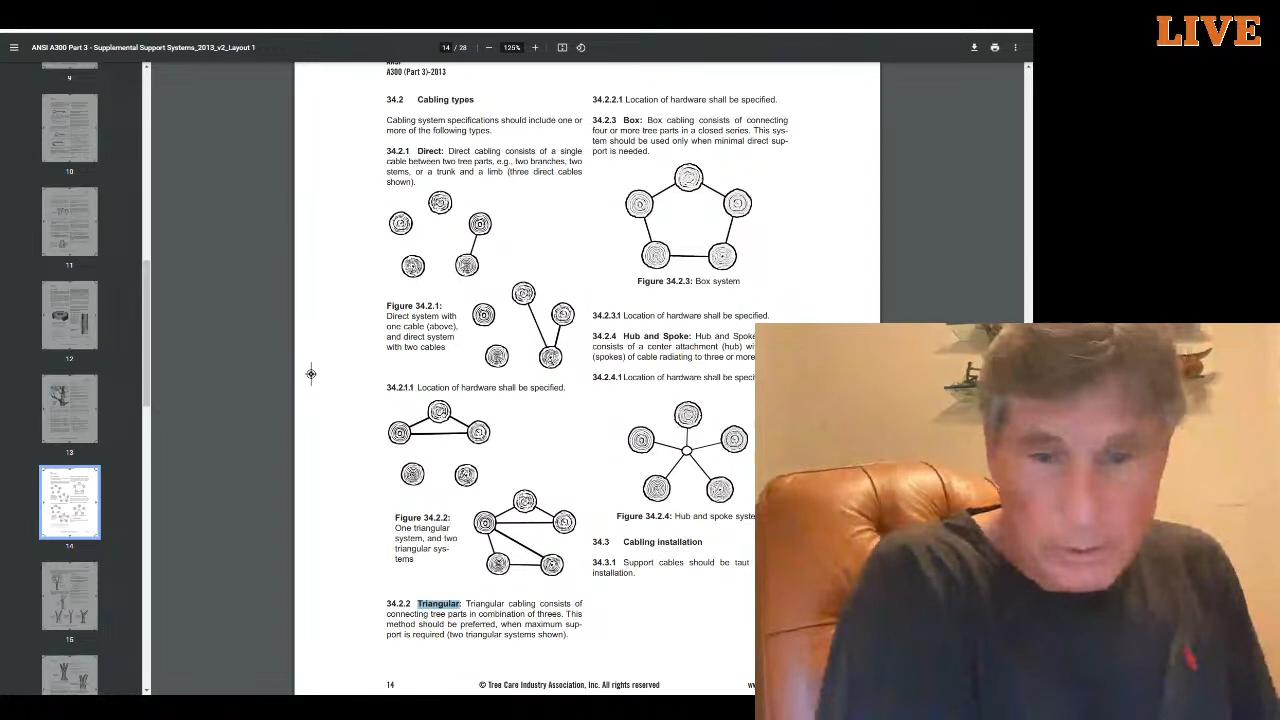 LIVE
ANSI A300 Part 3 - Supplemental Support Systems_2013_v2_Layout 1
14 / 28
125%
9
10
11
12
13
14
15
A300 (Part 3)-2013
34.2 Cabling types
Cabling system specifications should include one or
more of the following types.
34.2.1 Direct: Direct cabling consists of a single
cable between two tree parts, e.g., two branches, two
stems, or a trunk and a limb (three direct cables
shown).
Figure 34.2.1:
Direct system with
one cable (above),
and direct system
with two cables
34.2.1.1 Location of hardware shall be specified.
Figure 34.2.2:
One triangular
system, and two
triangular sys-
tems
34.2.2 Triangular: Triangular cabling consists of
connecting tree parts in combination of threes. This
method should be preferred, when maximum sup-
port is required (two triangular systems shown).
34.2.2.1 Location of hardware shall be specified.
34.2.3 Box: Box cabling consists of connecting
four or more tree parts in a closed series. This sys-
tem should be used only when minimal direct sup-
port is needed.
Figure 34.2.3: Box system
34.2.3.1 Location of hardware shall be specified.
34.2.4 Hub and Spoke: Hub and Spoke
consists of a center attachment (hub) wi
(spokes) of cable radiating to three or more
34.2.4.1 Location of hardware shall be speci
Figure 34.2.4: Hub and spoke syste
34.3 Cabling installation
34.3.1 Support cables should be taut
installation.
14
© Tree Care Industry Association, Inc. All rights reserved